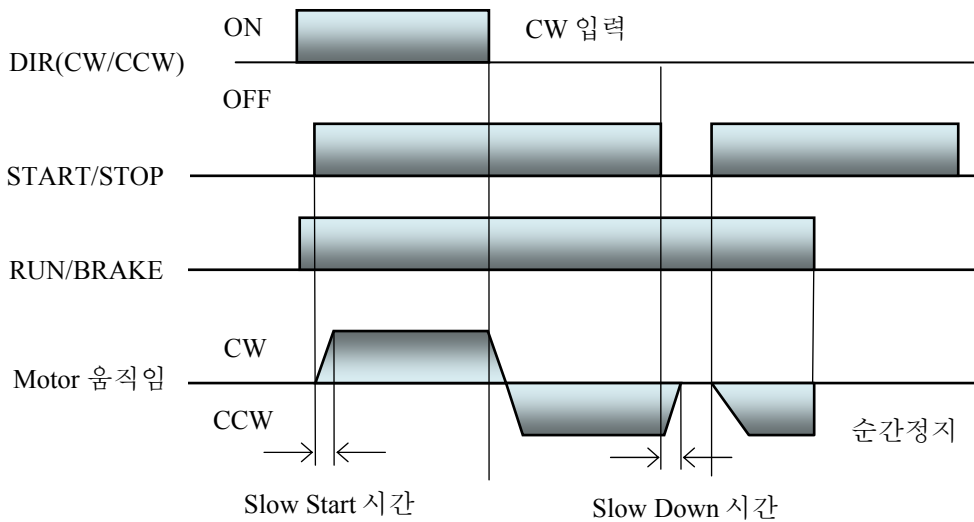 ON
CW 입력
DIR(CW/CCW)
OFF
START/STOP
RUN/BRAKE
CW
Motor 움직임
CCW
순간정지
Slow Start 시간
Slow Down 시간